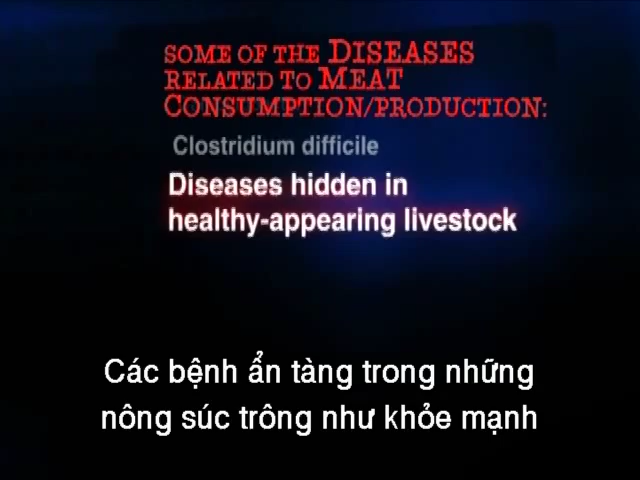 SOME OF THE DISEASES
RELATED TO MEAT
CONSUMPTION/PRODUCTION:
Clostridium difficile
Diseases hidden in
healthy-appearing livestock
Các bệnh ẩn tàng trong những
nông súc trông như khỏe mạnh